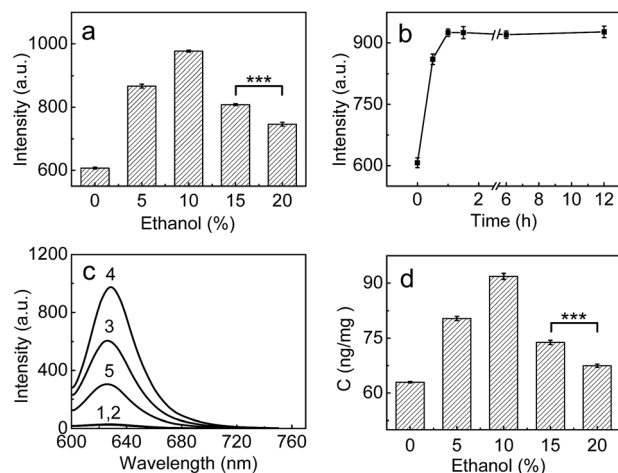 a
1000
800
600
Intensity (a.u.)
***
0 5 10 15 20
Ethanol (%)
b
900
750
600
Intensity (a.u.)
0 2 6 8 10 12
Time (h)
c
1200
800
400
0
Intensity (a.u.)
4
3
5
1,2
600 640 680 720 760
Wavelength (nm)
d
90
75
60
C (ng/mg)
***
0 5 10 15 20
Ethanol (%)